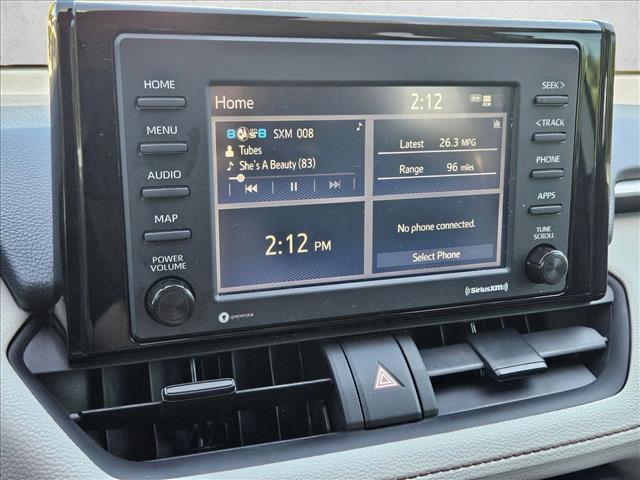 HOME
MENU
AUDIO
MAP
POWER
VOLUME
Home
2:12
SXM 008
Tubes
She's A Beauty (83)
Latest 26.3 MPG
Range 96 miles
2:12 PM
No phone connected.
Select Phone
gracenote
SiriusXM
SEEK >
< TRACK
PHONE
APPS
TUNE
SCROLL